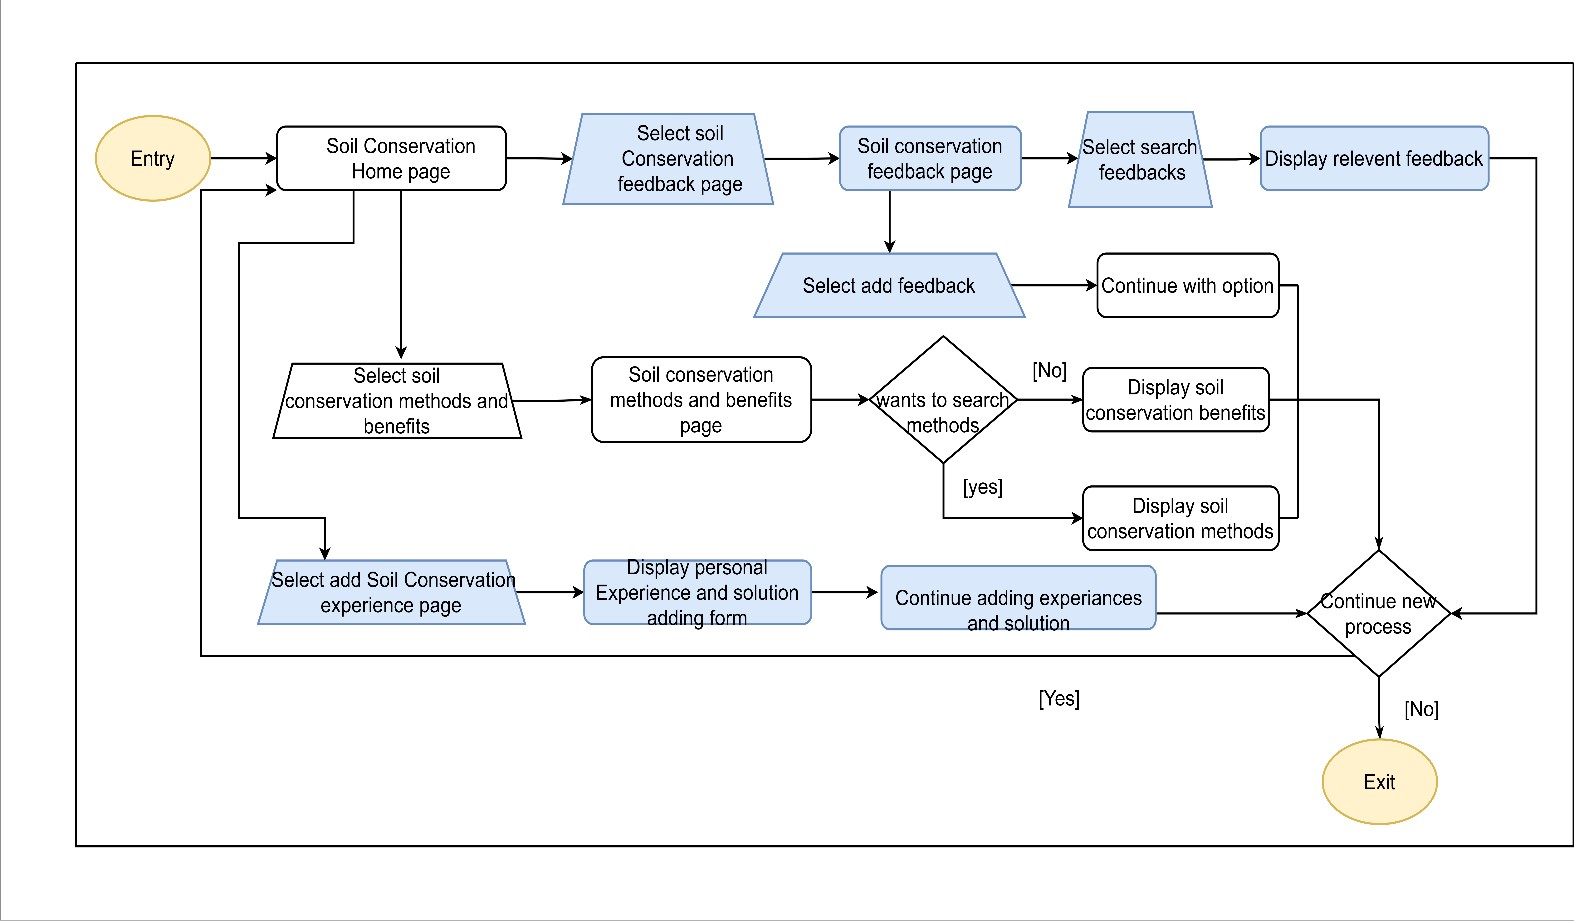 Entry
Soil Conservation
Home page
Select soil
Conservation
feedback page
Soil conservation
feedback page
Select search
feedbacks
Display relevent feedback
Select add feedback
Continue with option
Select soil
conservation methods and
benefits
Soil conservation
methods and benefits
page
wants to search
methods
[No]
Display soil
conservation benefits
[yes]
Display soil
conservation methods
Select add Soil Conservation
experience page
Display personal
Experience and solution
adding form
Continue adding experiances
and solution
Continue new
process
[Yes]
[No]
Exit